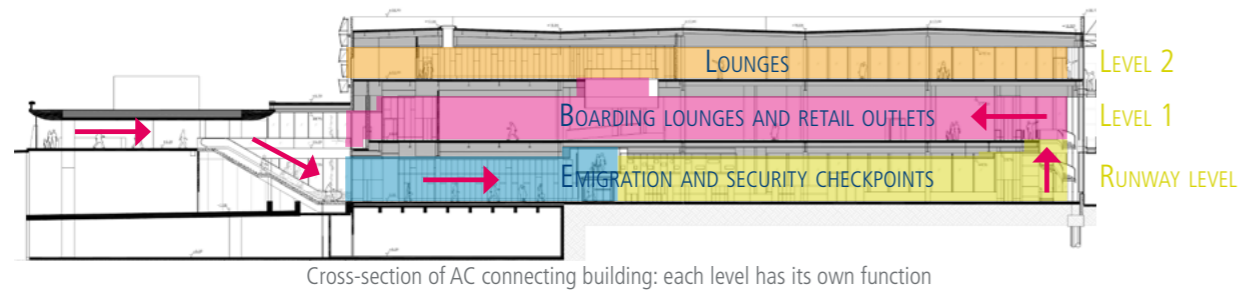 Lounges
Level 2
Boarding lounges and retail outlets
Level 1
Emigration and security checkpoints
Runway level
Cross-section of AC connecting building: each level has its own function